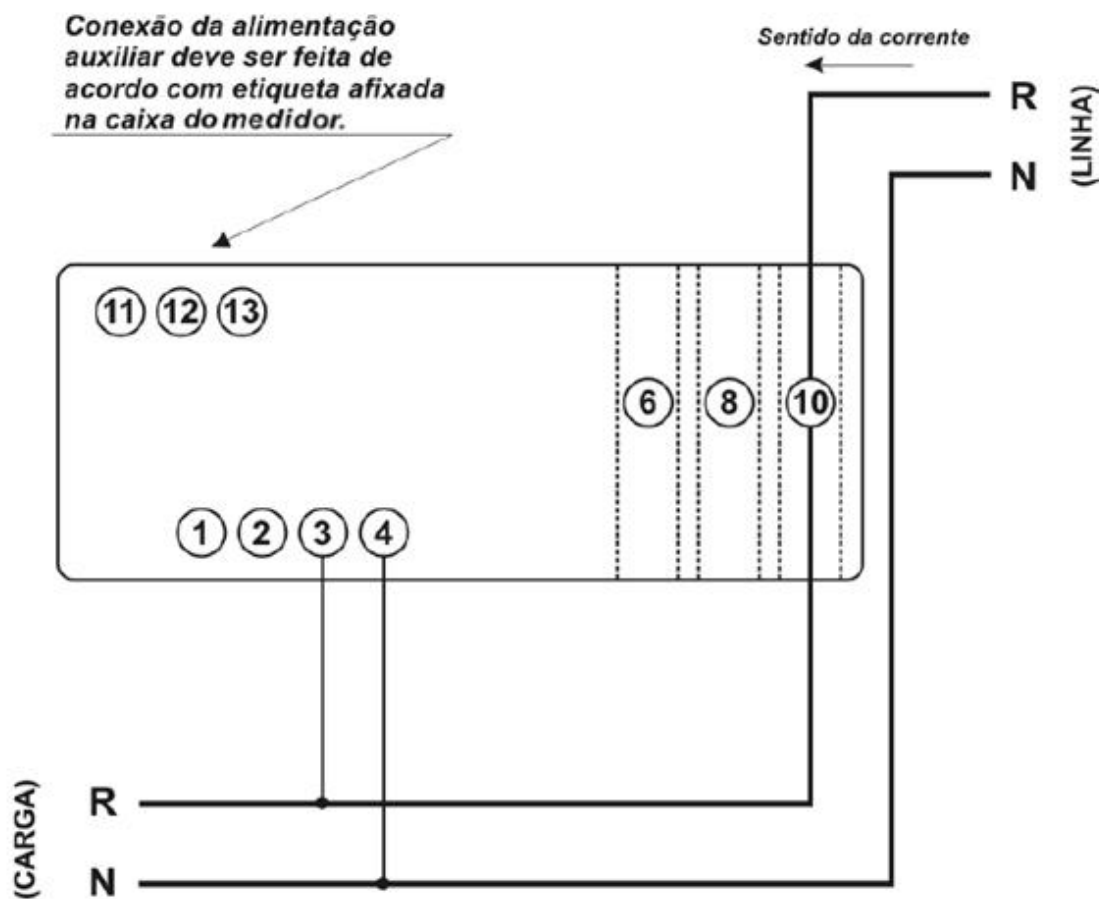 Conexão da alimentação
auxiliar deve ser feita de
acordo com etiqueta afixada
na caixa do medidor.
Sentido da corrente
R
N
(LINHA)
11 12 13
6 8 10
1 2 3 4
(CARGA)
R
N